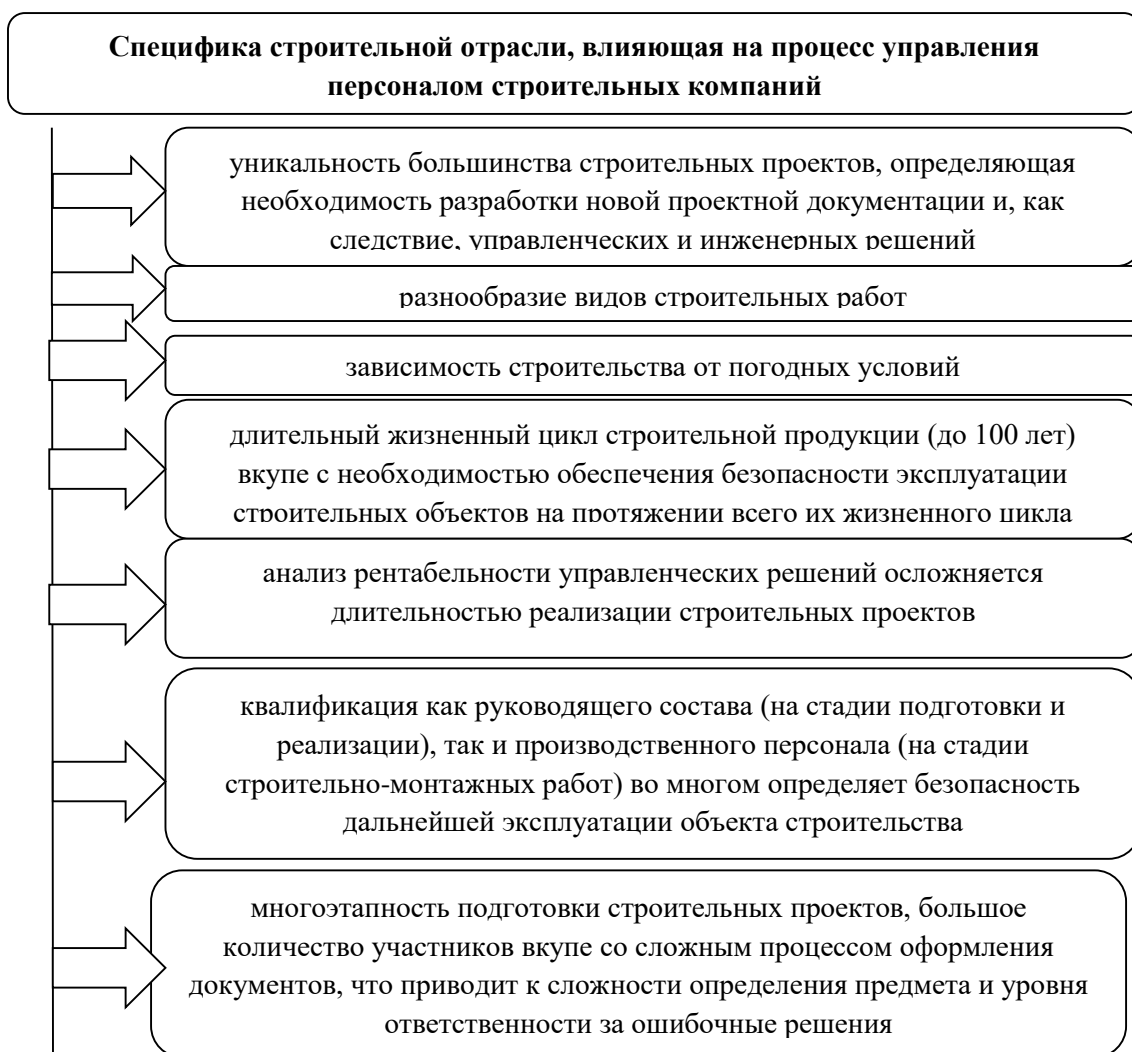 Специфика строительной отрасли, влияющая на процесс управления
персоналом строительных компаний
уникальность большинства строительных проектов, определяющая
необходимость разработки новой проектной документации и, как
следствие, управленческих и инженерных решений
разнообразие видов строительных работ
зависимость строительства от погодных условий
длительный жизненный цикл строительной продукции (до 100 лет)
вкупе с необходимостью обеспечения безопасности эксплуатации
строительных объектов на протяжении всего их жизненного цикла
анализ рентабельности управленческих решений осложняется
длительностью реализации строительных проектов
квалификация как руководящего состава (на стадии подготовки и
реализации), так и производственного персонала (на стадии
строительно-монтажных работ) во многом определяет безопасность
дальнейшей эксплуатации объекта строительства
многоэтапность подготовки строительных проектов, большое
количество участников вкупе со сложным процессом оформления
документов, что приводит к сложности определения предмета и уровня
ответственности за ошибочные решения